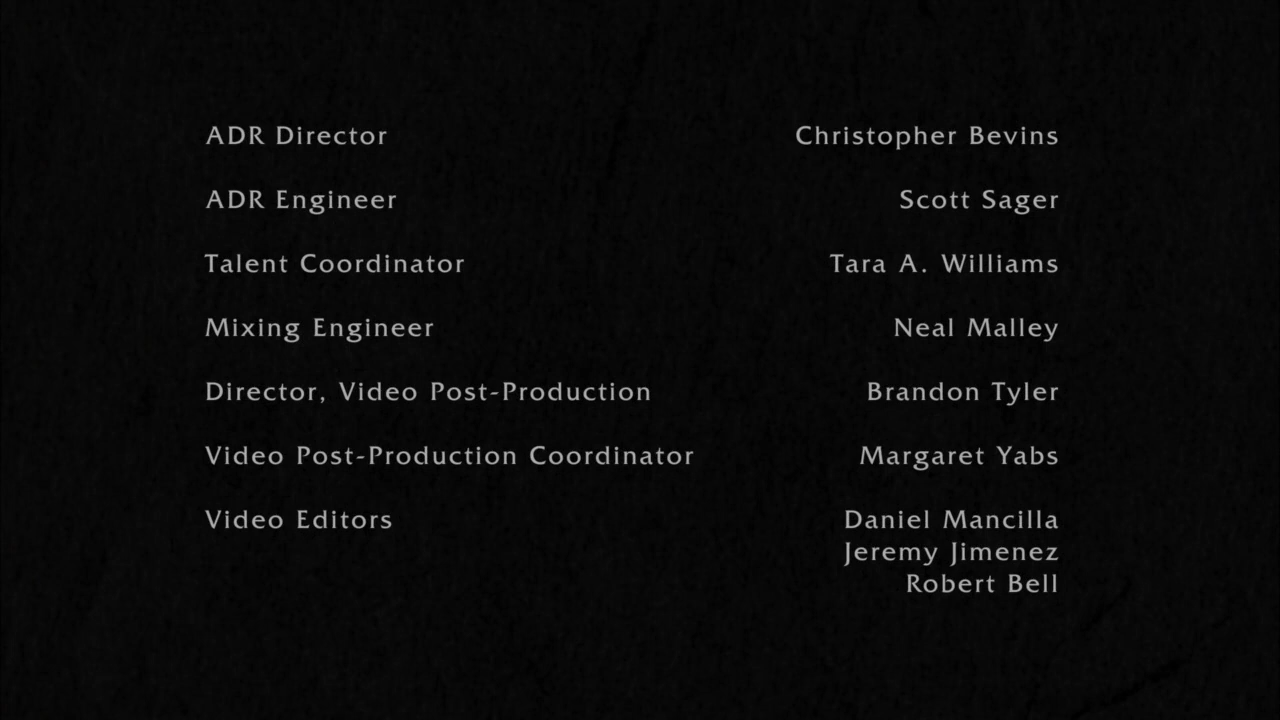 ADR Director Christopher Bevins
ADR Engineer Scott Sager
Talent Coordinator Tara A. Williams
Mixing Engineer Neal Malley
Director, Video Post-Production Brandon Tyler
Video Post-Production Coordinator Margaret Yabs
Video Editors Daniel Mancilla
Jeremy Jimenez
Robert Bell